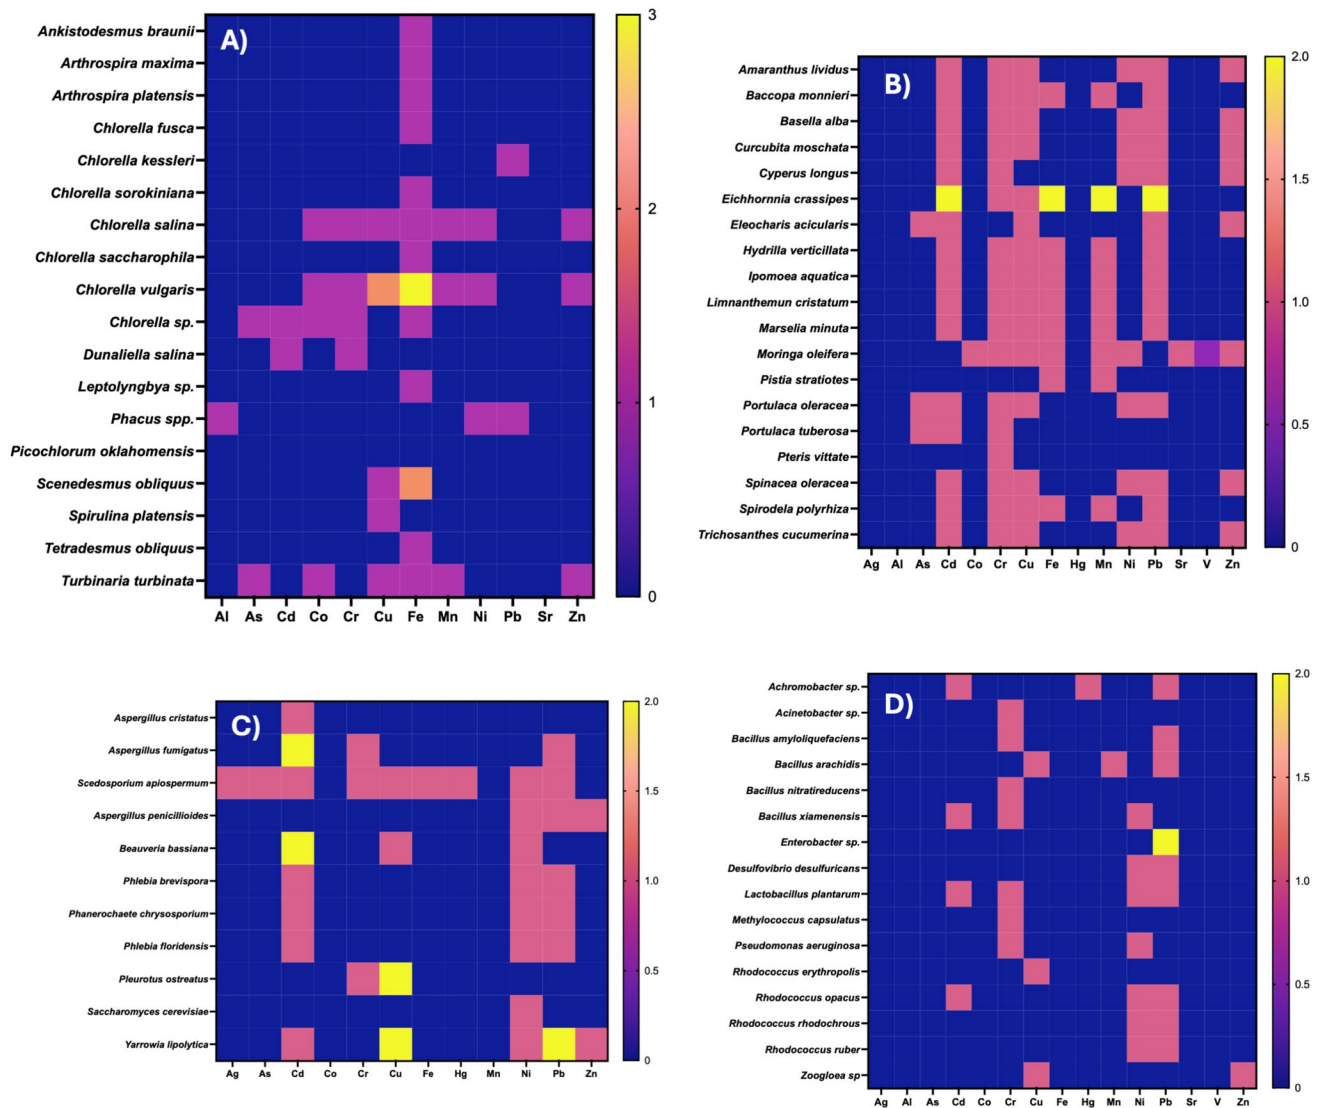 A)
Ankistodesmus braunii
Arthrospira maxima
Arthrospira platensis
Chlorella fusca
Chlorella kessleri
Chlorella sorokiniana
Chlorella salina
Chlorella saccharophila
Chlorella vulgaris
Chlorella sp.
Dunaliella salina
Leptolyngbya sp.
Phacus spp.
Picochlorum oklahomensis
Scenedesmus obliquus
Spirulina platensis
Tetradesmus obliquus
Turbinaria turbinata
Al As Cd Co Cr Cu Fe Mn Ni Pb Sr Zn
3
2
1
0
B)
Amaranthus lividus
Baccopa monnieri
Basella alba
Curcubita moschata
Cyperus longus
Eichhornnia crassipes
Eleocharis acicularis
Hydrilla verticillata
Ipomoea aquatica
Limnanthemun cristatum
Marselia minuta
Moringa oleifera
Pistia stratiotes
Portulaca oleracea
Portulaca tuberosa
Pteris vittate
Spinacea oleracea
Spirodela polyrhiza
Trichosanthes cucumerina
Ag Al As Cd Co Cr Cu Fe Hg Mn Ni Pb Sr V Zn
2.0
1.5
1.0
0.5
0
C)
Aspergillus cristatus
Aspergillus fumigatus
Scedosporium apiospermum
Aspergillus penicillioides
Beauveria bassiana
Phlebia brevispora
Phanerochaete chrysosporium
Phlebia floridensis
Pleurotus ostreatus
Saccharomyces cerevisiae
Yarrowia lipolytica
Ag As Cd Co Cr Cu Fe Hg Mn Ni Pb Zn
2.0
1.5
1.0
0.5
0
D)
Achromobacter sp.
Acinetobacter sp.
Bacillus amyloliquefaciens
Bacillus arachidis
Bacillus nitratireducens
Bacillus xiamenensis
Enterobacter sp.
Desulfovibrio desulfuricans
Lactobacillus plantarum
Methylococcus capsulatus
Pseudomonas aeruginosa
Rhodococcus erythropolis
Rhodococcus opacus
Rhodococcus rhodochrous
Rhodococcus ruber
Zoogloea sp
Ag Al As Cd Co Cr Cu Fe Hg Mn Ni Pb Sr V Zn
2.0
1.5
1.0
0.5
0